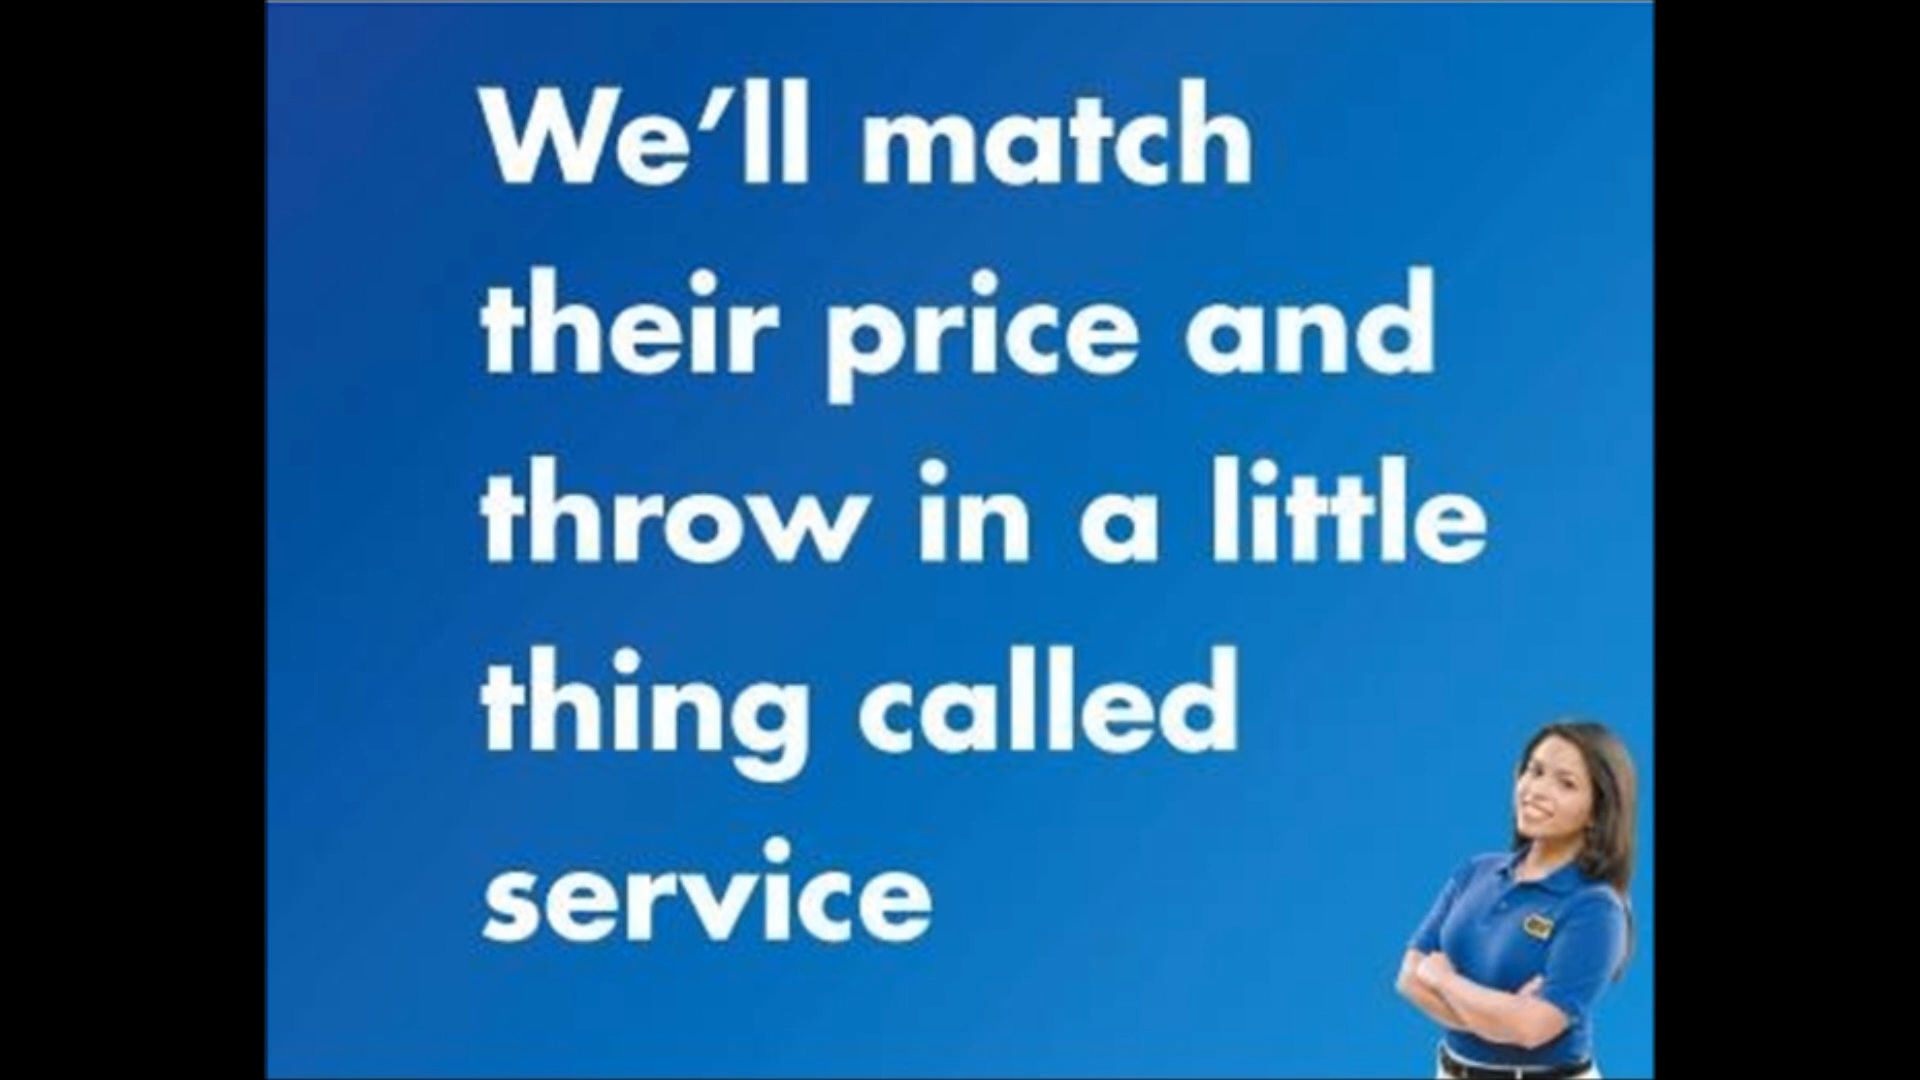 We’ll match
their price and
throw in a little
thing called
service